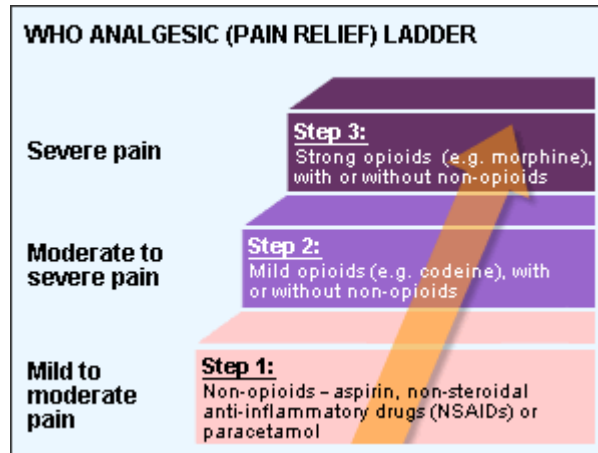 WHO ANALGESIC (PAIN RELIEF) LADDER
Severe pain
Step 3:
Strong opioids (e.g. morphine),
with or without non-opioids
Moderate to
severe pain
Step 2:
Mild opioids (e.g. codeine), with
or without non-opioids
Mild to
moderate
pain
Step 1:
Non-opioids – aspirin, non-steroidal
anti-inflammatory drugs (NSAIDs) or
paracetamol